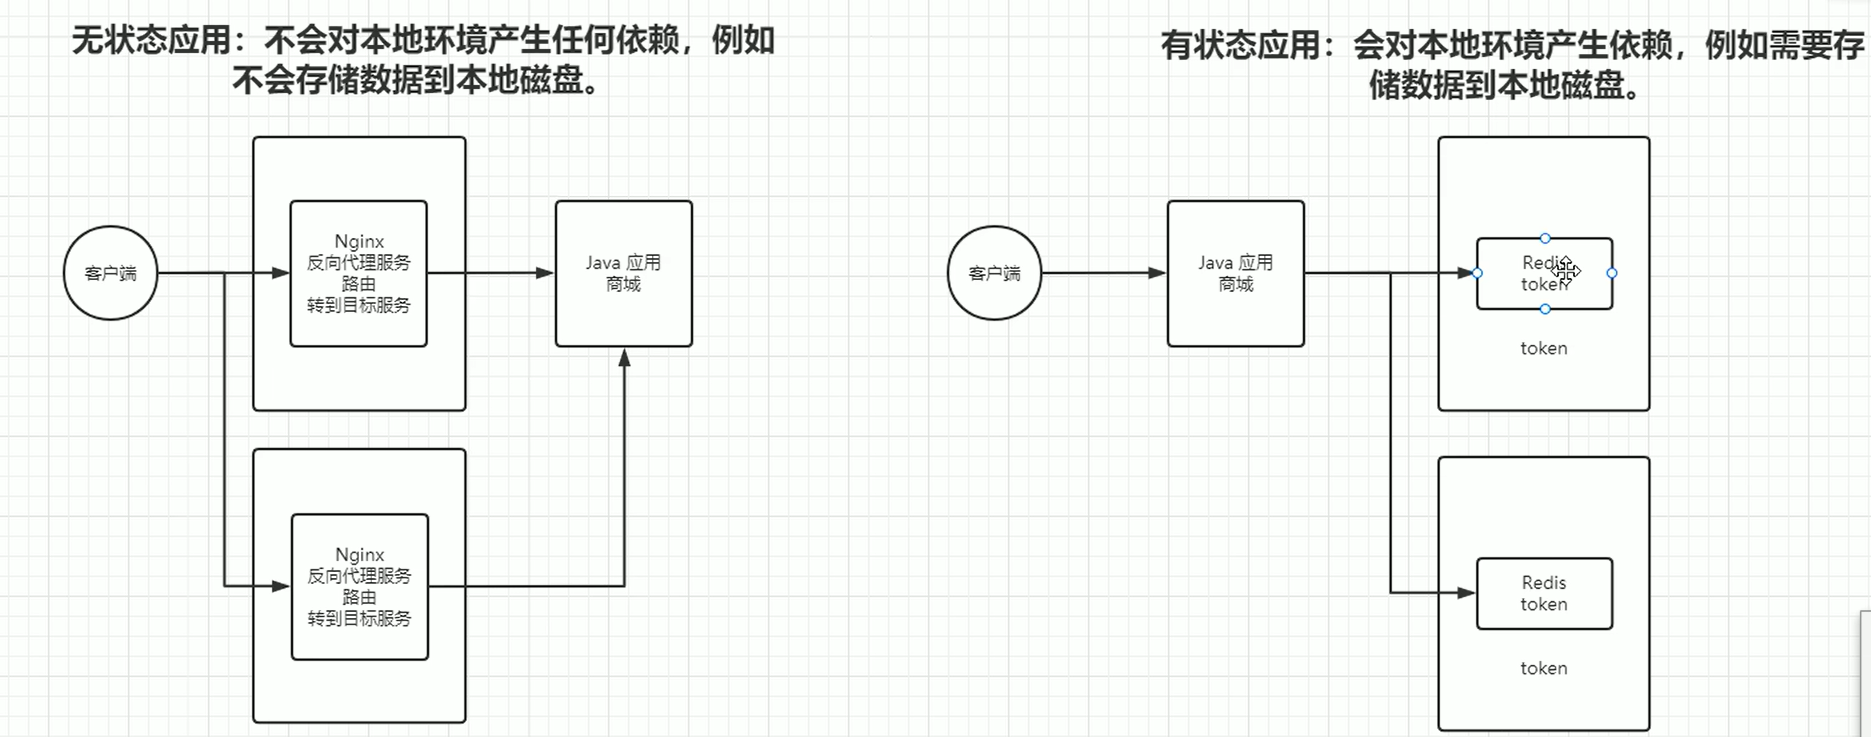 无状态应用：不会对本地环境产生任何依赖，例如
不会存储数据到本地磁盘。
客户端
Nginx
反向代理服务
路由
转到目标服务
Java 应用
商城
Nginx
反向代理服务
路由
转到目标服务
有状态应用：会对本地环境产生依赖，例如需要存
储数据到本地磁盘。
客户端
Java 应用
商城
Redis
token
token
Redis
token
token